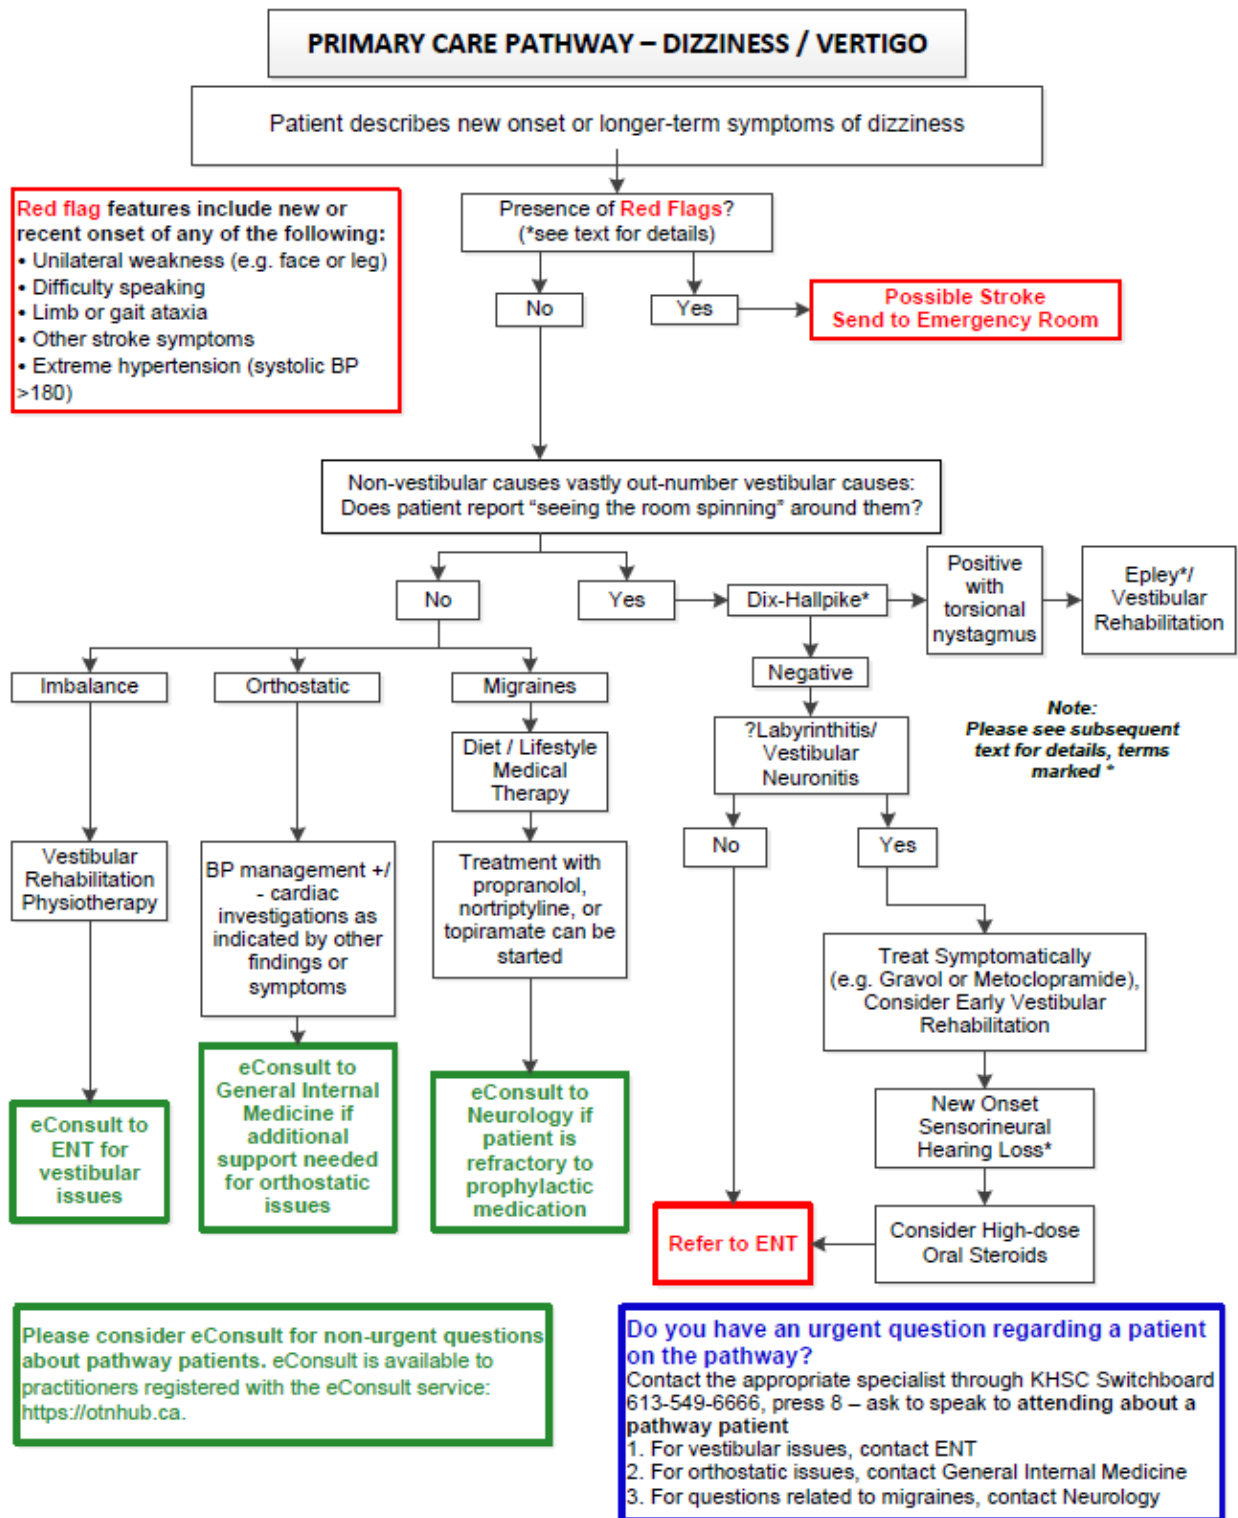 PRIMARY CARE PATHWAY – DIZZINESS / VERTIGO
Patient describes new onset or longer-term symptoms of dizziness
Red flag features include new or
recent onset of any of the following:
• Unilateral weakness (e.g. face or leg)
• Difficulty speaking
• Limb or gait ataxia
• Other stroke symptoms
• Extreme hypertension (systolic BP
>180)
Presence of Red Flags?
(*see text for details)
No
Yes
Possible Stroke
Send to Emergency Room
Non-vestibular causes vastly out-number vestibular causes:
Does patient report “seeing the room spinning” around them?
No
Yes
Dix-Hallpike*
Positive
with
torsional
nystagmus
Epley*/
Vestibular
Rehabilitation
Imbalance
Orthostatic
Migraines
Negative
Note:
Please see subsequent
text for details, terms
marked *
Diet / Lifestyle
Medical
Therapy
?Labyrinthitis/
Vestibular
Neuronitis
No
Yes
Vestibular
Rehabilitation
Physiotherapy
BP management +/
- cardiac
investigations as
indicated by other
findings or
symptoms
Treatment with
propranolol,
nortriptyline, or
topiramate can be
started
Treat Symptomatically
(e.g. Gravol or Metoclopramide),
Consider Early Vestibular
Rehabilitation
eConsult to
ENT for
vestibular
issues
eConsult to
General Internal
Medicine if
additional
support needed
for orthostatic
issues
eConsult to
Neurology if
patient is
refractory to
prophylactic
medication
New Onset
Sensorineural
Hearing Loss*
Refer to ENT
Consider High-dose
Oral Steroids
Please consider eConsult for non-urgent questions
about pathway patients. eConsult is available to
practitioners registered with the eConsult service:
https://otnhub.ca.
Do you have an urgent question regarding a patient
on the pathway?
Contact the appropriate specialist through KHSC Switchboard
613-549-6666, press 8 – ask to speak to attending about a
pathway patient
1. For vestibular issues, contact ENT
2. For orthostatic issues, contact General Internal Medicine
3. For questions related to migraines, contact Neurology